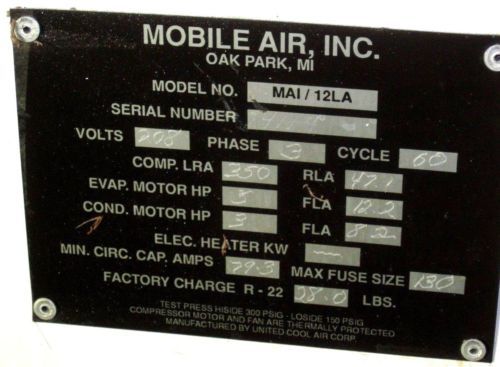 MOBILE AIR, INC.
OAK PARK, MI
MODEL NO. MAI / 12LA
SERIAL NUMBER
VOLTS 208 PHASE 3 CYCLE 60
COMP. LRA 350 RLA 47.1
EVAP. MOTOR HP 5 FLA 12.2
COND. MOTOR HP 3 FLA 8.2
ELEC. HEATER KW —
MIN. CIRC. CAP. AMPS 79.3 MAX FUSE SIZE 130
FACTORY CHARGE R - 22 38.0 LBS.
TEST PRESS HISIDE 300 PSIG - LOSIDE 150 PSIG
COMPRESSOR MOTOR AND FAN ARE THERMALLY PROTECTED
MANUFACTURED BY UNITED COOL AIR CORP.